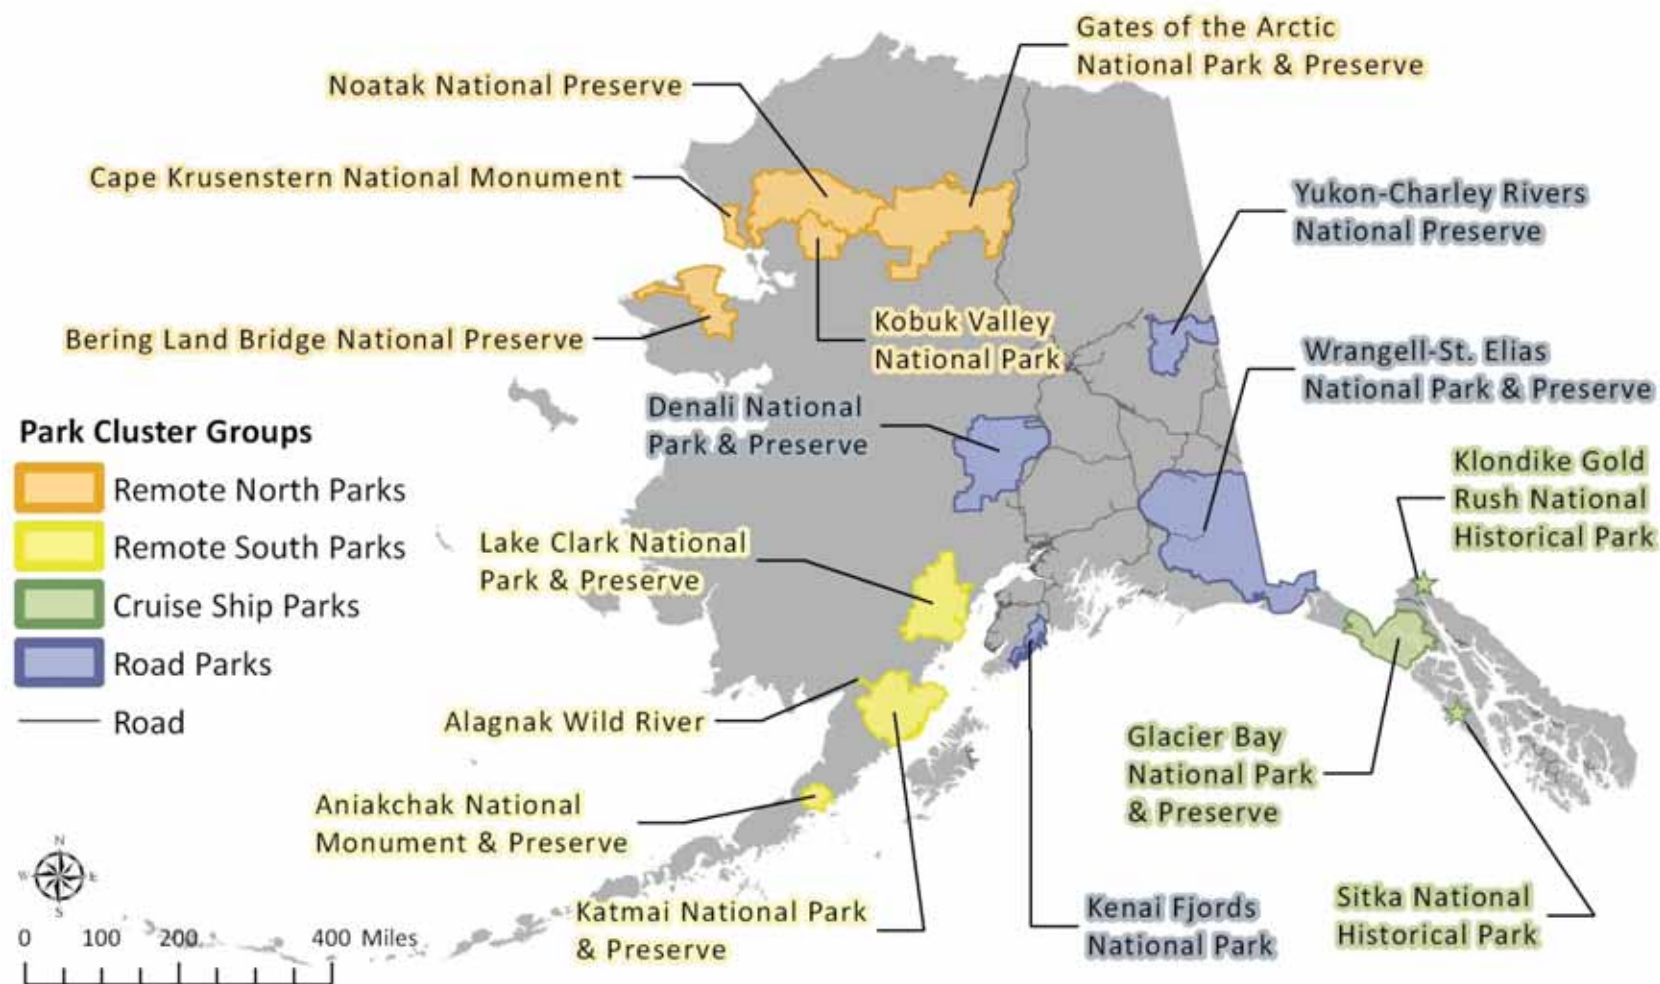 Gates of the Arctic
National Park & Preserve
Noatak National Preserve
Cape Krusenstern National Monument
Yukon-Charley Rivers
National Preserve
Bering Land Bridge National Preserve
Kobuk Valley
National Park
Wrangell-St. Elias
National Park & Preserve
Denali National
Park & Preserve
Park Cluster Groups
Remote North Parks
Remote South Parks
Cruise Ship Parks
Road Parks
Road
Klondike Gold
Rush National
Historical Park
Lake Clark National
Park & Preserve
Alagnak Wild River
Glacier Bay
National Park
& Preserve
Aniakchak National
Monument & Preserve
Katmai National Park
& Preserve
Kenai Fjords
National Park
Sitka National
Historical Park
N
W E
S
0 100 200 400 Miles